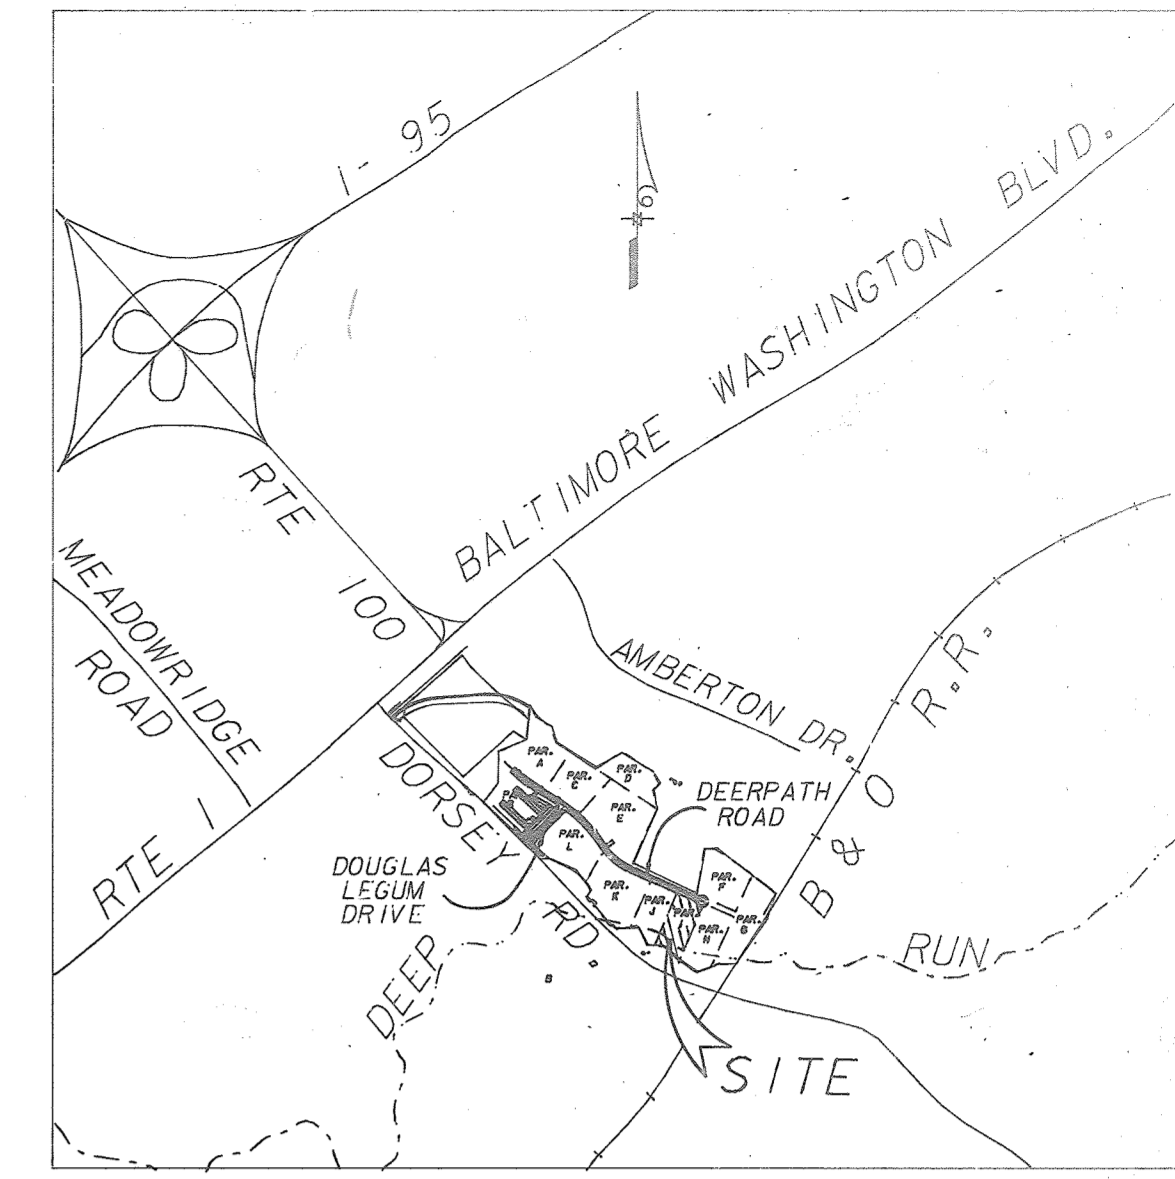 I- 95
BALTIMORE WASHINGTON BLVD.
RTE 100
MEADOWRIDGE
ROAD
AMBERTON DR.
B & O R.R.
RTE 1
DORSEY RD.
PAR.
A
PAR.
C
PAR.
D
PAR.
E
PAR.
L
PAR.
K
PAR.
J
PAR.
PAR.
H
PAR.
F
PAR.
G
DEERPATH
ROAD
DOUGLAS
LEGUM
DRIVE
DEEP RUN
SITE